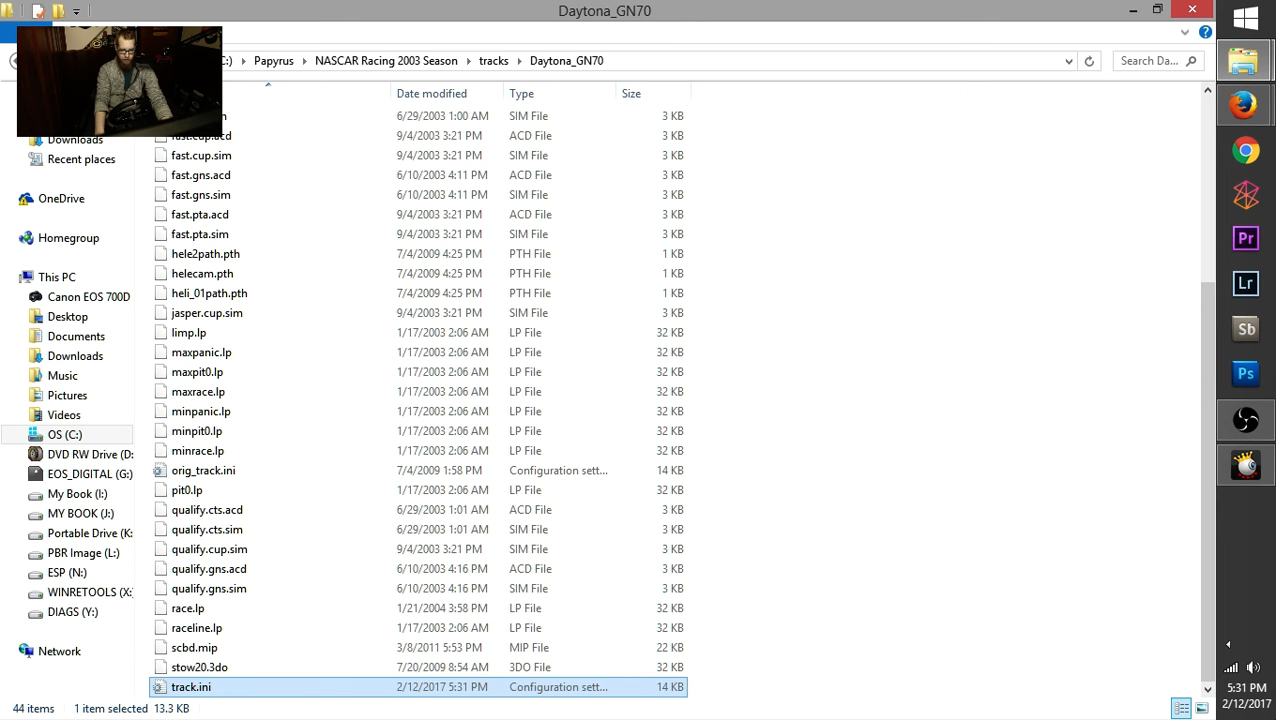 Daytona_GN70
C:) Papyrus NASCAR Racing 2003 Season tracks Daytona_GN70 Search Da...
Date modified Type Size
6/29/2003 1:00 AM SIM File 3 KB
fast.cup.acd 9/4/2003 3:21 PM ACD File 3 KB
fast.cup.sim 9/4/2003 3:21 PM SIM File 3 KB
fast.gns.acd 6/10/2003 4:11 PM ACD File 3 KB
fast.gns.sim 6/10/2003 4:11 PM SIM File 3 KB
fast.pta.acd 9/4/2003 3:21 PM ACD File 3 KB
fast.pta.sim 9/4/2003 3:21 PM SIM File 3 KB
hele2path.pth 7/4/2009 4:25 PM PTH File 1 KB
helecam.pth 7/4/2009 4:25 PM PTH File 1 KB
heli_01path.pth 7/4/2009 4:25 PM PTH File 1 KB
jasper.cup.sim 9/4/2003 3:21 PM SIM File 3 KB
limp.lp 1/17/2003 2:06 AM LP File 32 KB
maxpanic.lp 1/17/2003 2:06 AM LP File 32 KB
maxpit0.lp 1/17/2003 2:06 AM LP File 32 KB
maxrace.lp 1/17/2003 2:06 AM LP File 32 KB
minpanic.lp 1/17/2003 2:06 AM LP File 32 KB
minpit0.lp 1/17/2003 2:06 AM LP File 32 KB
minrace.lp 1/17/2003 2:06 AM LP File 32 KB
orig_track.ini 7/4/2009 1:58 PM Configuration sett... 14 KB
pit0.lp 1/17/2003 2:06 AM LP File 32 KB
qualify.cts.acd 6/29/2003 1:01 AM ACD File 3 KB
qualify.cts.sim 6/29/2003 1:01 AM SIM File 3 KB
qualify.cup.sim 9/4/2003 3:21 PM SIM File 3 KB
qualify.gns.acd 6/10/2003 4:16 PM ACD File 3 KB
qualify.gns.sim 6/10/2003 4:16 PM SIM File 3 KB
race.lp 1/21/2004 3:58 PM LP File 32 KB
raceline.lp 1/17/2003 2:06 AM LP File 32 KB
scbd.mip 3/8/2011 5:53 PM MIP File 22 KB
stow20.3do 7/20/2009 8:54 AM 3DO File 32 KB
track.ini 2/12/2017 5:31 PM Configuration sett... 14 KB
Downloads
Recent places
OneDrive
Homegroup
This PC
Canon EOS 700D
Desktop
Documents
Downloads
Music
Pictures
Videos
OS (C:)
DVD RW Drive (D:
EOS_DIGITAL (G:)
My Book (I:)
MY BOOK (J:)
Portable Drive (K:
PBR Image (L:)
ESP (N:)
WINRETOOLS (X:
DIAGS (Y:)
Network
44 items 1 item selected 13.3 KB
Pr
Lr
Sb
Ps
5:31 PM
2/12/2017